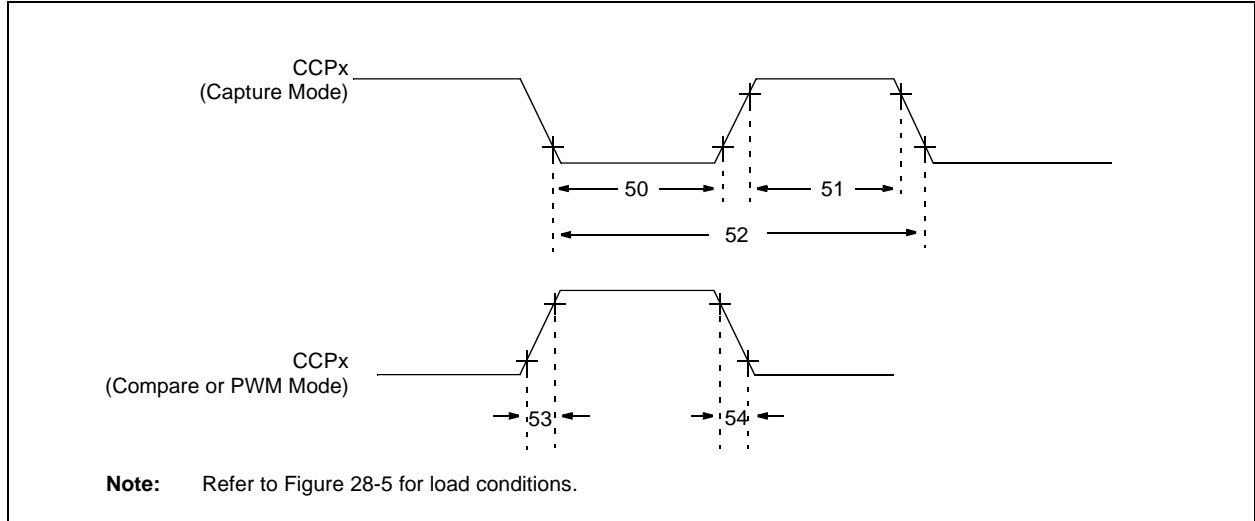 CCPx
(Capture Mode)
50
51
52
CCPx
(Compare or PWM Mode)
53
54
Note: Refer to Figure 28-5 for load conditions.